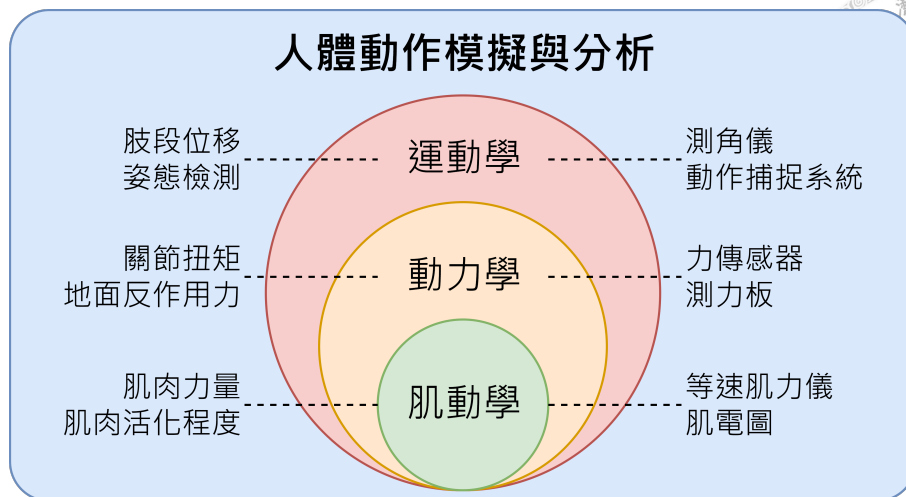 人體動作模擬與分析
肢段位移
姿態檢測
運動學
測角儀
動作捕捉系統
關節扭矩
地面反作用力
動力學
力傳感器
測力板
肌肉力量
肌肉活化程度
肌動學
等速肌力儀
肌電圖